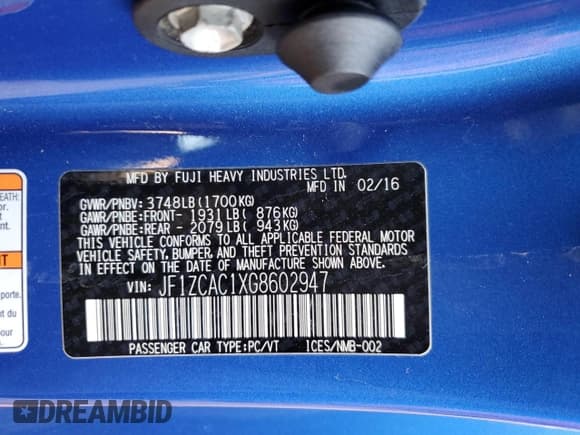 MFD BY FUJI HEAVY INDUSTRIES LTD.
MFD IN 02/16
GVWR/PNBV: 3748LB(1700KG)
GAWR/PNBE:FRONT- 1931LB( 876KG)
GAWR/PNBE:REAR - 2079LB( 943KG)
THIS VEHICLE CONFORMS TO ALL APPLICABLE FEDERAL MOTOR
VEHICLE SAFETY, BUMPER, AND THEFT PREVENTION STANDARDS
IN EFFECT ON THE DATE OF MANUFACTURE SHOWN ABOVE.
VIN: JF1ZCAC1XG8602947
PASSENGER CAR TYPE:PC/VT ICES/NMB-002
porte.
du
t
DREAMBID